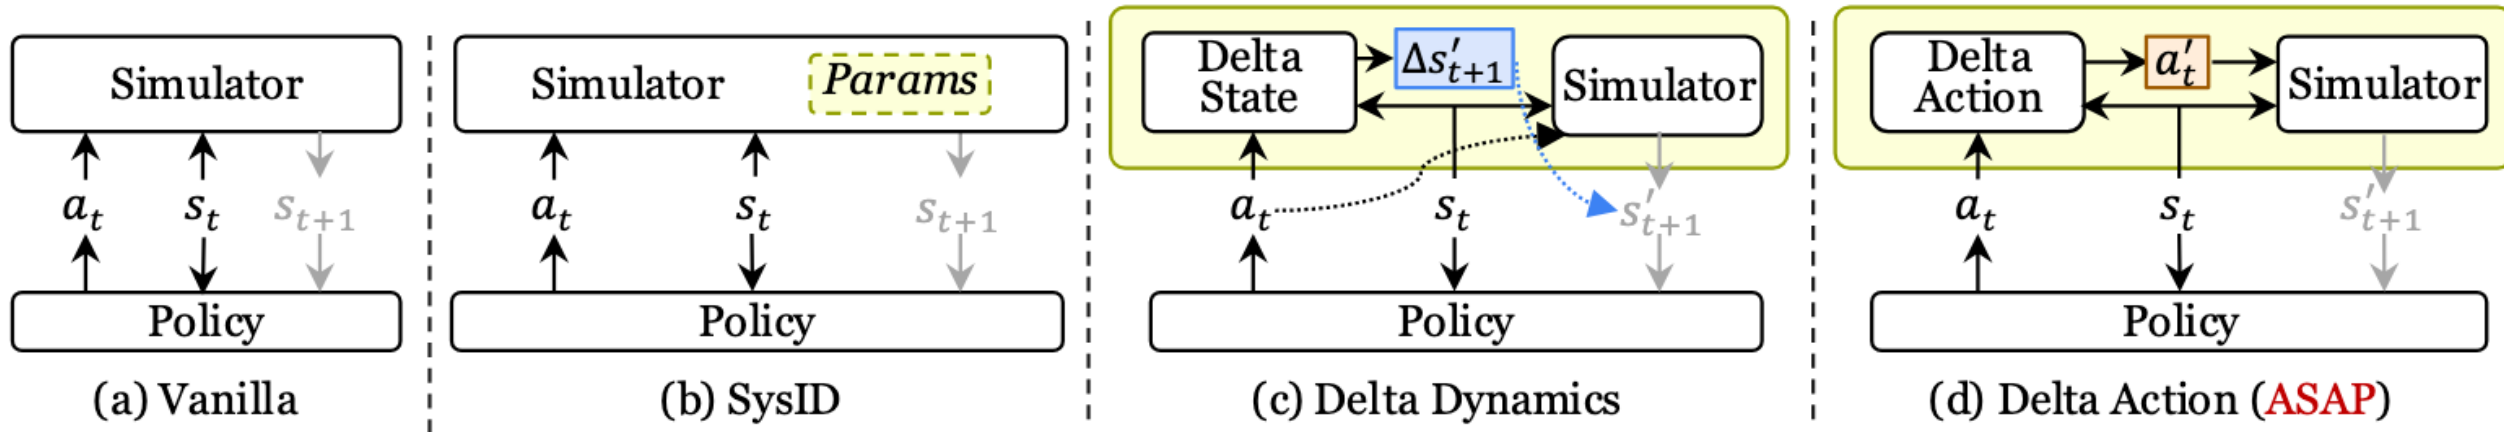 Simulator
a_t s_t s_{t+1}
Policy
(a) Vanilla
Simulator Params
a_t s_t s_{t+1}
Policy
(b) SysID
Delta
State
Δs′_{t+1}
Simulator
a_t s_t s′_{t+1}
Policy
(c) Delta Dynamics
Delta
Action
a′_t
Simulator
a_t s_t s′_{t+1}
Policy
(d) Delta Action (ASAP)